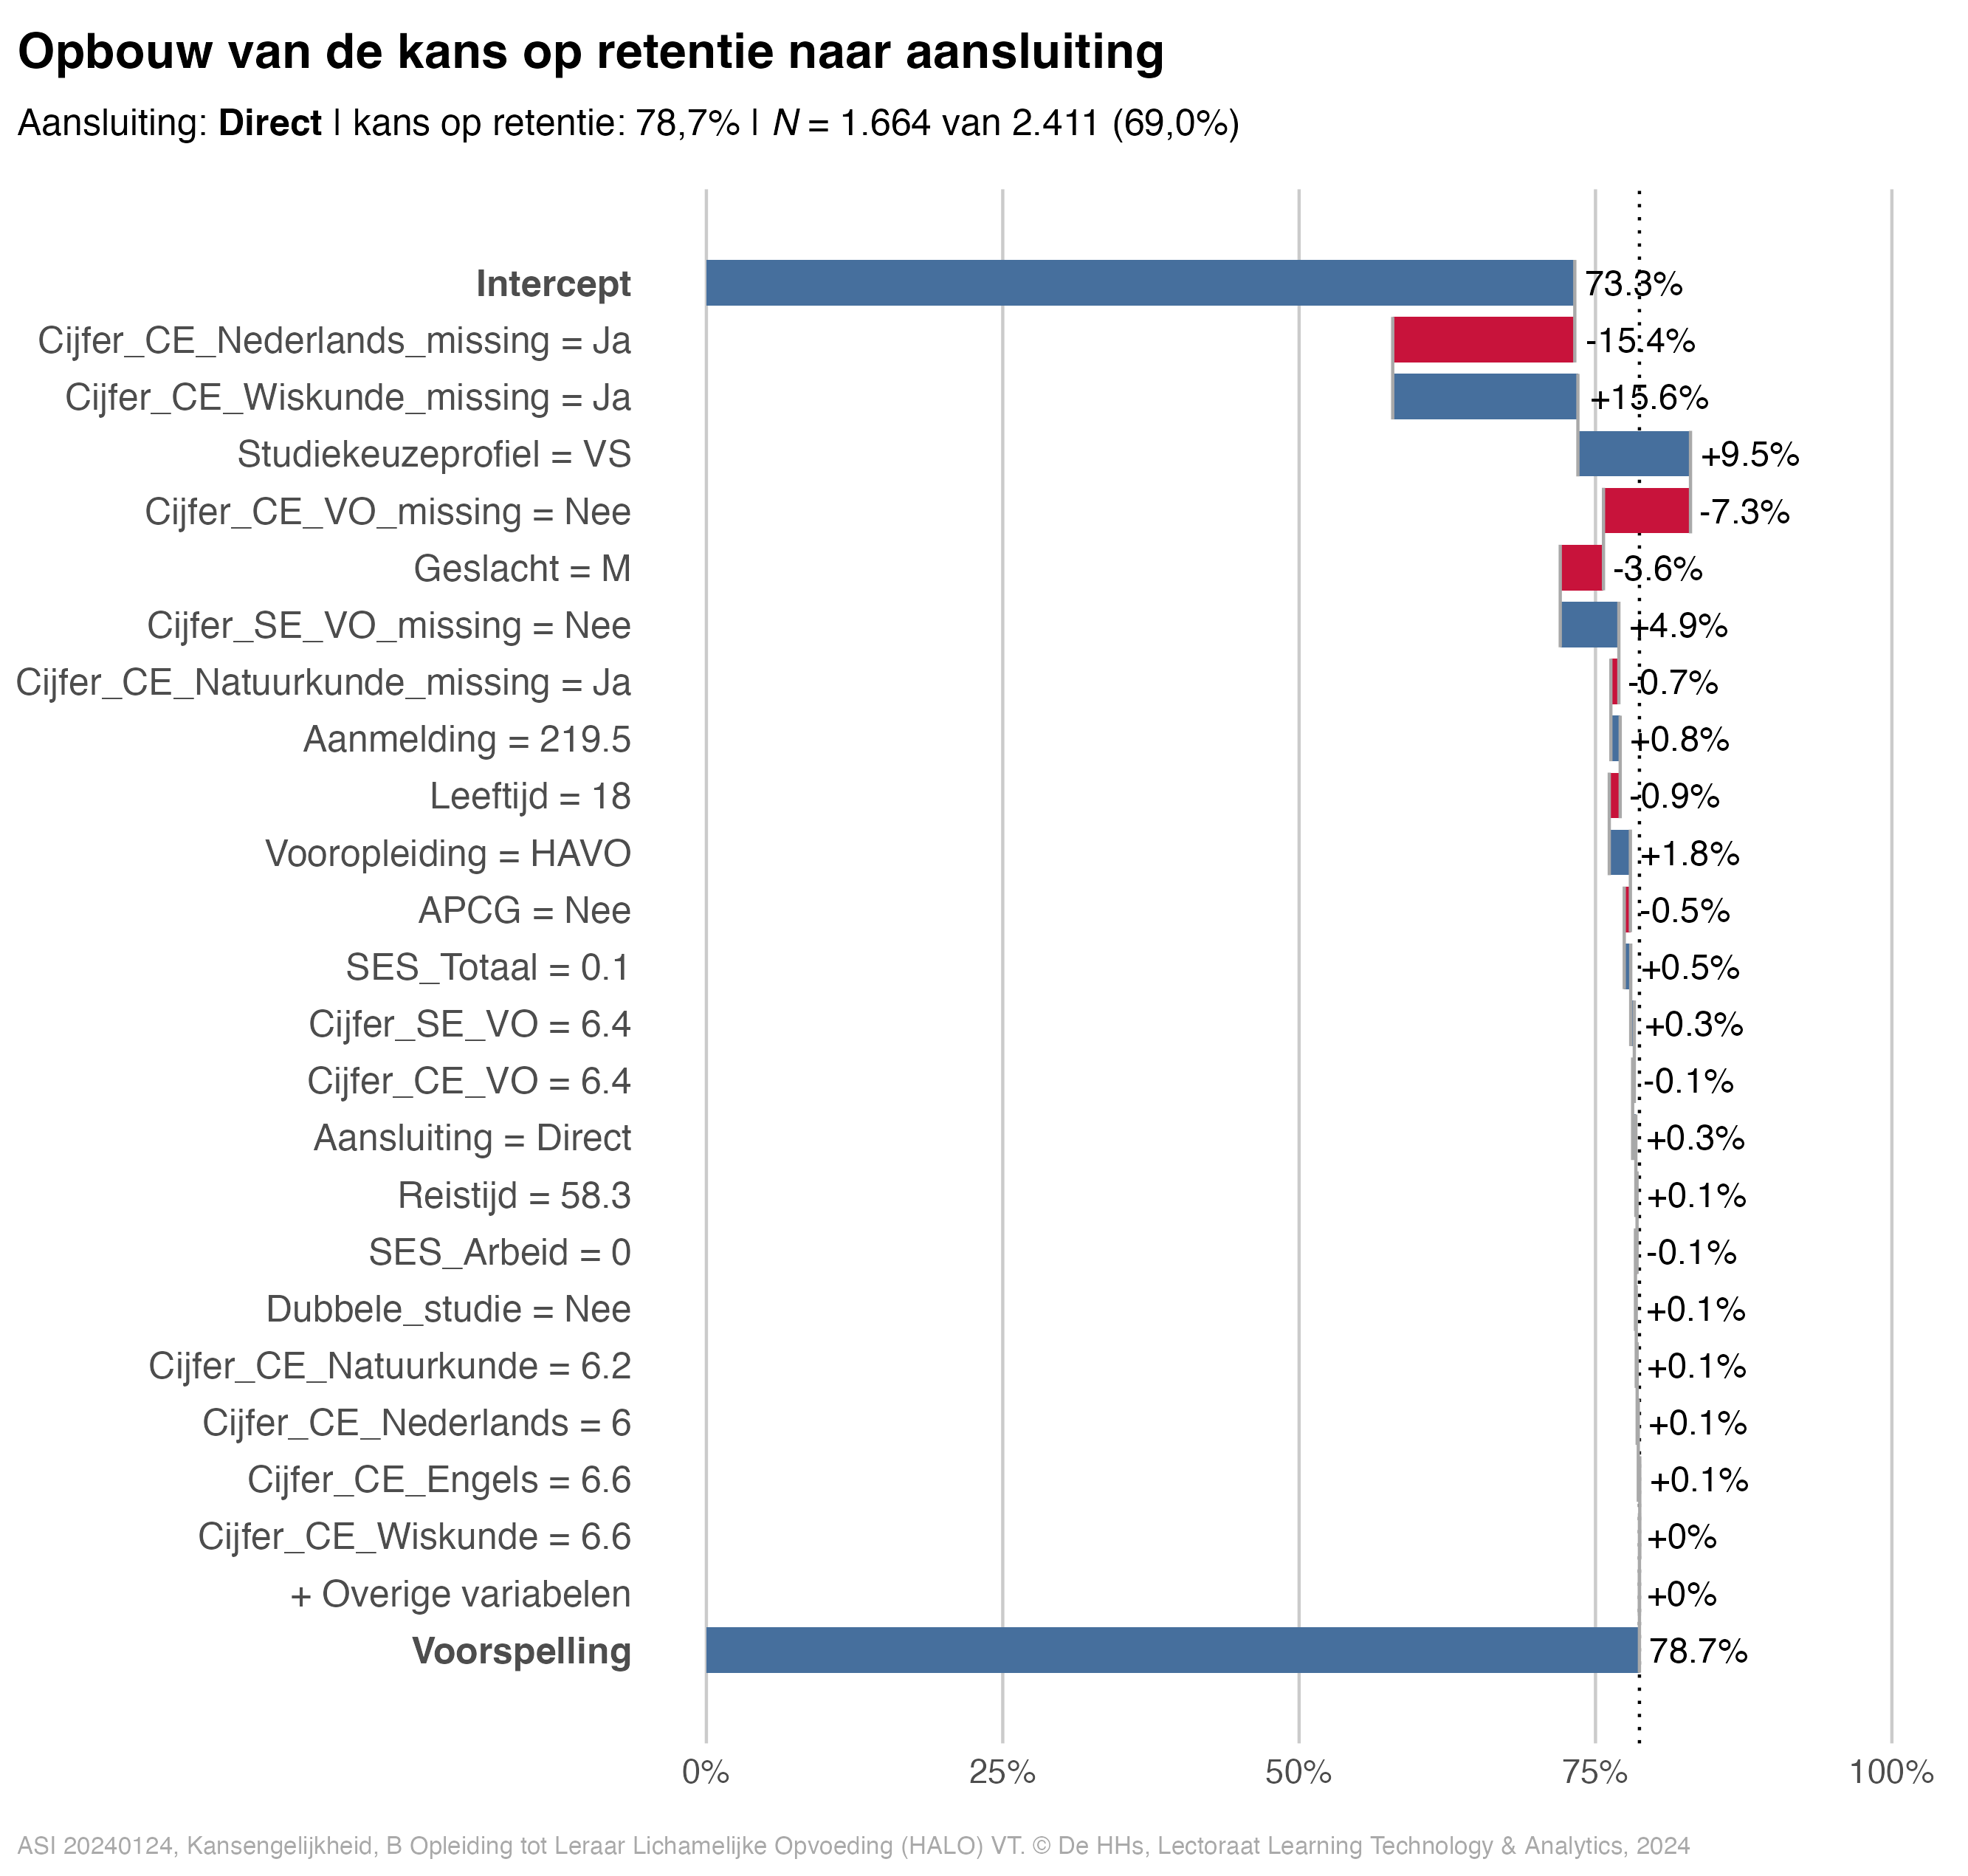 Opbouw van de kans op retentie naar aansluiting
Aansluiting: Direct | kans op retentie: 78,7% | N = 1.664 van 2.411 (69,0%)
Intercept 73.3%
Cijfer_CE_Nederlands_missing = Ja -15.4%
Cijfer_CE_Wiskunde_missing = Ja +15.6%
Studiekeuzeprofiel = VS +9.5%
Cijfer_CE_VO_missing = Nee -7.3%
Geslacht = M -3.6%
Cijfer_SE_VO_missing = Nee +4.9%
Cijfer_CE_Natuurkunde_missing = Ja -0.7%
Aanmelding = 219.5 +0.8%
Leeftijd = 18 -0.9%
Vooropleiding = HAVO +1.8%
APCG = Nee -0.5%
SES_Totaal = 0.1 +0.5%
Cijfer_SE_VO = 6.4 +0.3%
Cijfer_CE_VO = 6.4 -0.1%
Aansluiting = Direct +0.3%
Reistijd = 58.3 +0.1%
SES_Arbeid = 0 -0.1%
Dubbele_studie = Nee +0.1%
Cijfer_CE_Natuurkunde = 6.2 +0.1%
Cijfer_CE_Nederlands = 6 +0.1%
Cijfer_CE_Engels = 6.6 +0.1%
Cijfer_CE_Wiskunde = 6.6 +0%
+ Overige variabelen +0%
Voorspelling 78.7%
0% 25% 50% 75% 100%
ASI 20240124, Kansengelijkheid, B Opleiding tot Leraar Lichamelijke Opvoeding (HALO) VT. © De HHs, Lectoraat Learning Technology & Analytics, 2024